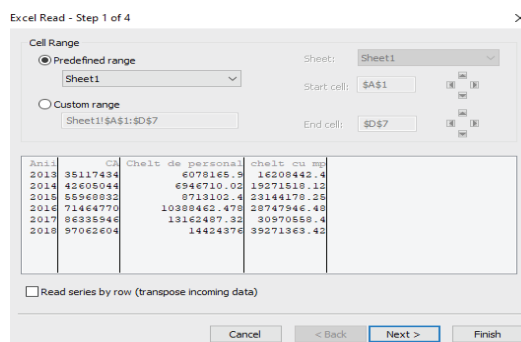 Excel Read - Step 1 of 4
Cell Range
Predefined range
Sheet1
Custom range
Sheet1!$A$1:$D$7
Sheet: Sheet1
Start cell: $A$1
End cell: $D$7
Anii CA Chelt de personal chelt cu mp
2013 35117434 6078165.9 16208442.4
2014 42605044 6946710.02 19271518.12
2015 55968832 8713102.4 23144178.25
2016 71464770 10388462.478 28747946.48
2017 86335946 13162487.32 30970558.4
2018 97062604 14424376 39271363.42
Read series by row (transpose incoming data)
Cancel < Back Next > Finish